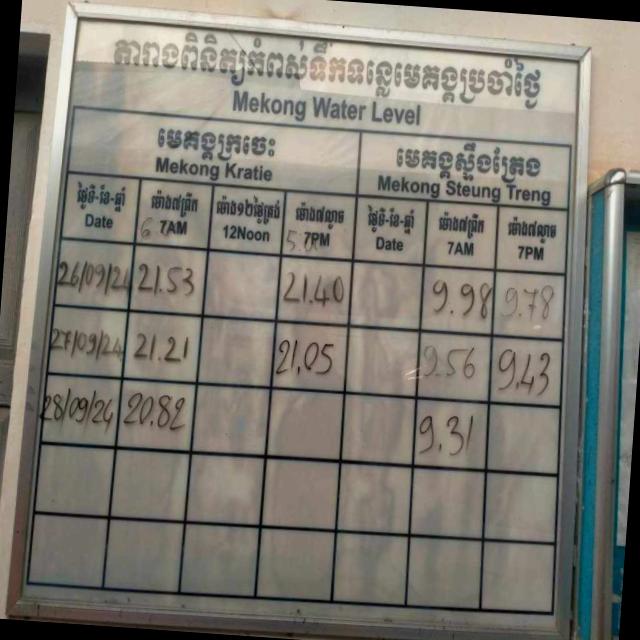 តារាងពិនិត្យកំពស់ទឹកទន្លេមេគង្គប្រចាំថ្ងៃ
Mekong Water Level
មេគង្គក្រចេះ មេគង្គស្ទឹងត្រែង
Mekong Kratie Mekong Steung Treng
ថ្ងៃទី-ខែ-ឆ្នាំ ម៉ោង៧ព្រឹក ម៉ោង១២ថ្ងៃត្រង់ ម៉ោង៧ល្ងាច ថ្ងៃទី-ខែ-ឆ្នាំ ម៉ោង៧ព្រឹក ម៉ោង៧ល្ងាច
Date 6 7AM 12Noon 5 7PM Date 7AM 7PM
26/09/24 21.53 21.40 9.98 9.78
27/09/24 21.21 21.05 9.56 9.43
28/09/24 20.82 9.31